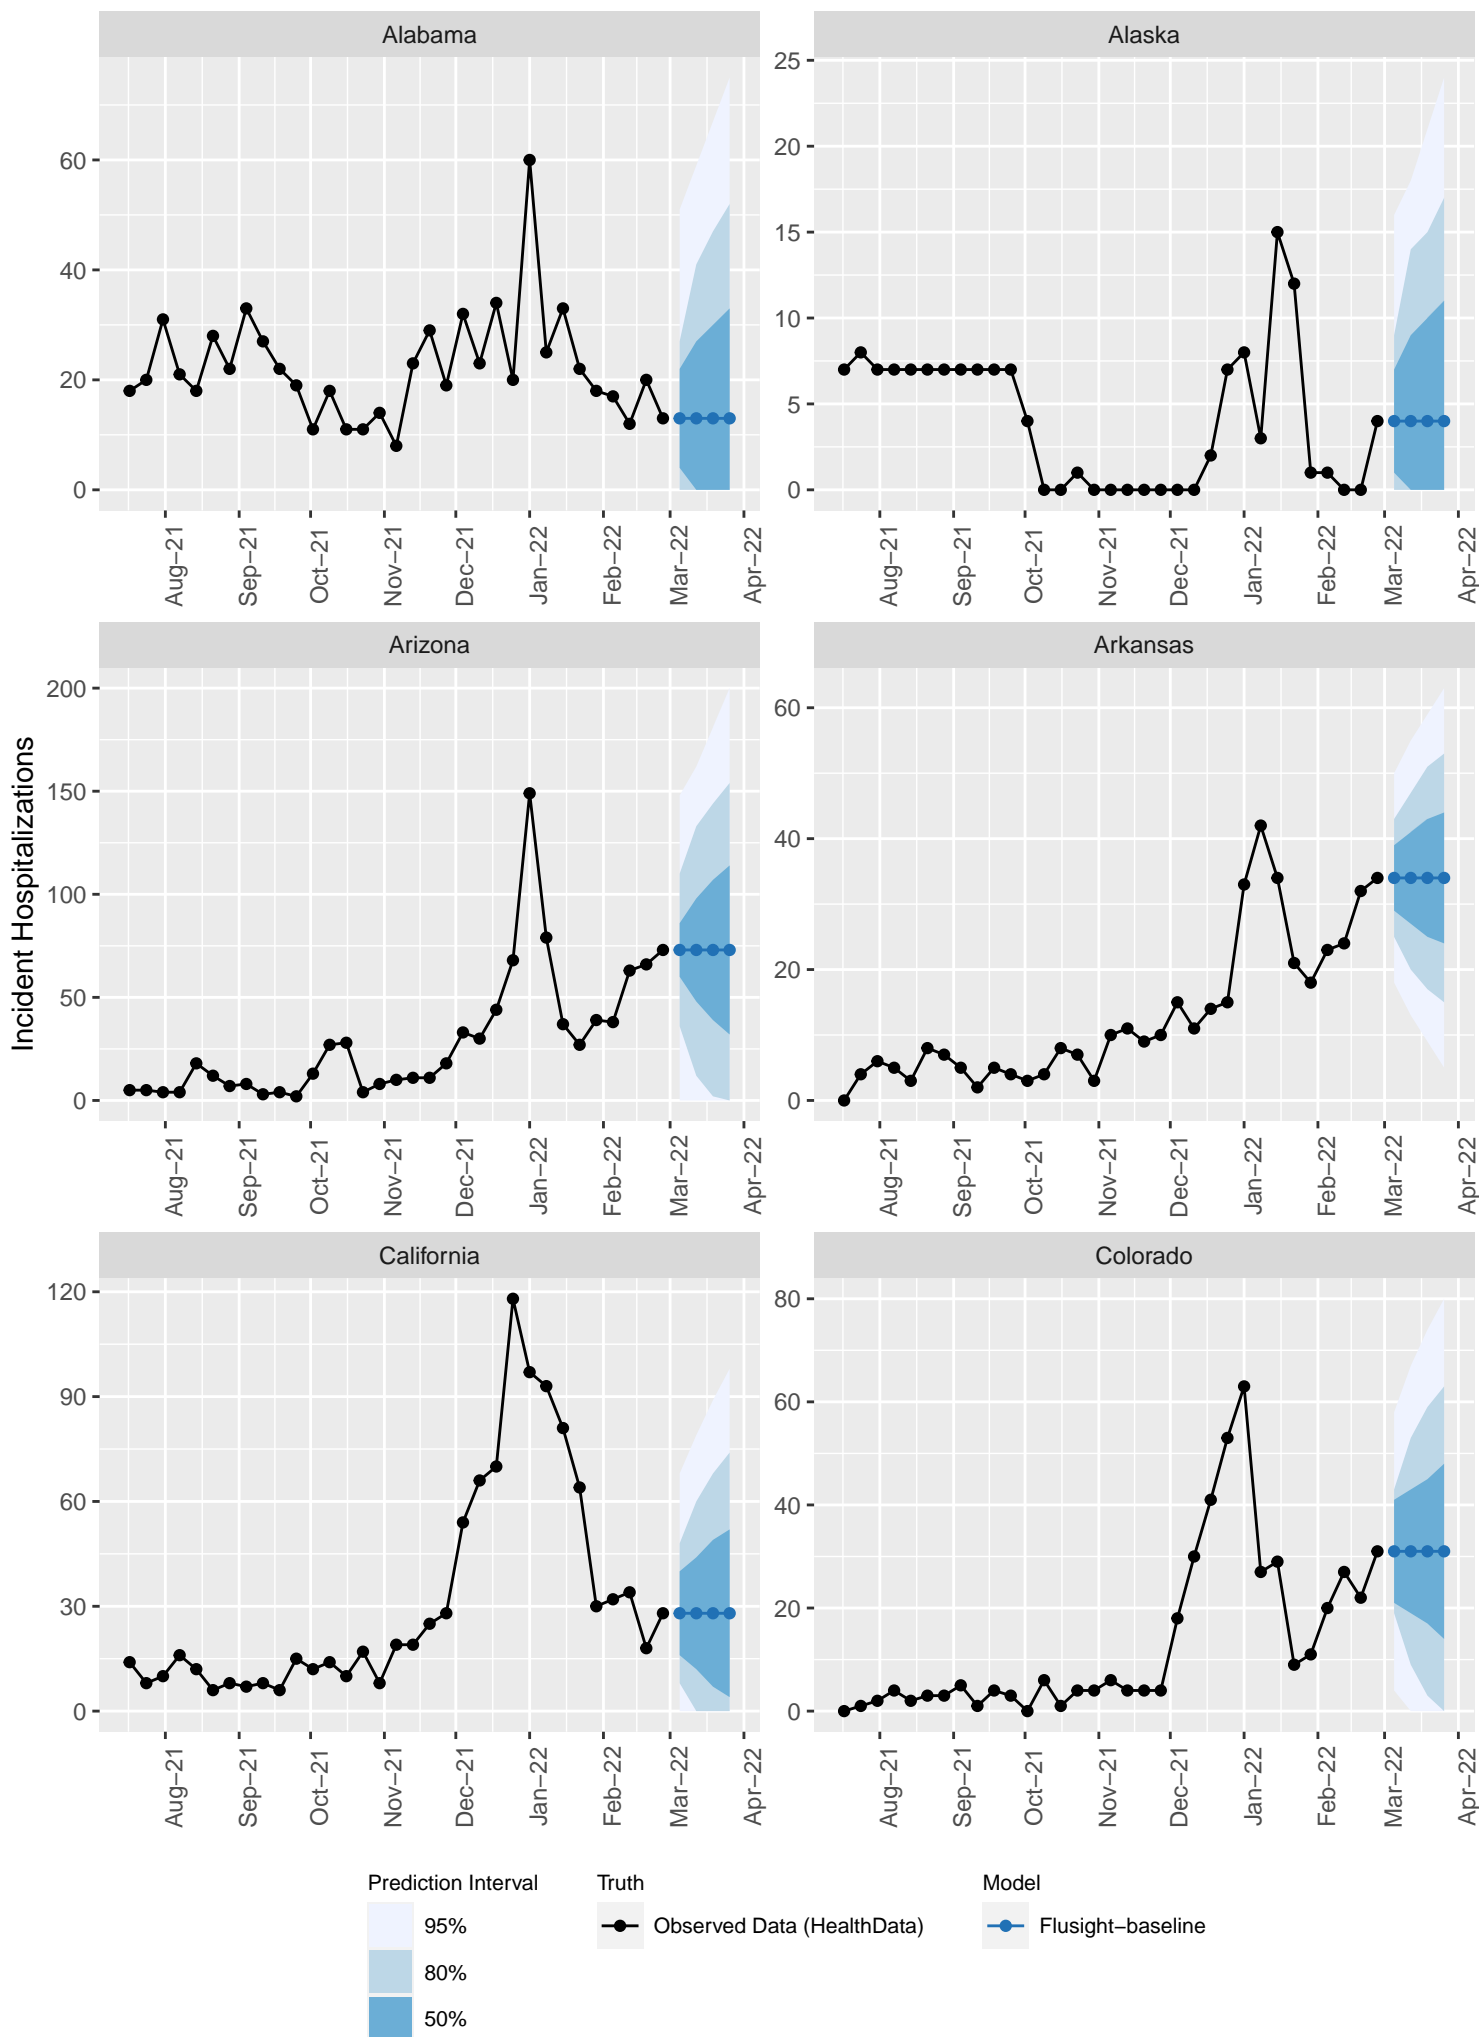 Alabama
Alaska
0
20
40
60
0
5
10
15
20
25
Aug−21
Sep−21
Oct−21
Nov−21
Dec−21
Jan−22
Feb−22
Mar−22
Apr−22
Aug−21
Sep−21
Oct−21
Nov−21
Dec−21
Jan−22
Feb−22
Mar−22
Apr−22
Incident Hospitalizations
Arizona
Arkansas
0
50
100
150
200
0
20
40
60
Aug−21
Sep−21
Oct−21
Nov−21
Dec−21
Jan−22
Feb−22
Mar−22
Apr−22
Aug−21
Sep−21
Oct−21
Nov−21
Dec−21
Jan−22
Feb−22
Mar−22
Apr−22
California
Colorado
0
30
60
90
120
0
20
40
60
80
Aug−21
Sep−21
Oct−21
Nov−21
Dec−21
Jan−22
Feb−22
Mar−22
Apr−22
Aug−21
Sep−21
Oct−21
Nov−21
Dec−21
Jan−22
Feb−22
Mar−22
Apr−22
Prediction Interval
95%
80%
50%
Truth
Observed Data (HealthData)
Model
Flusight−baseline